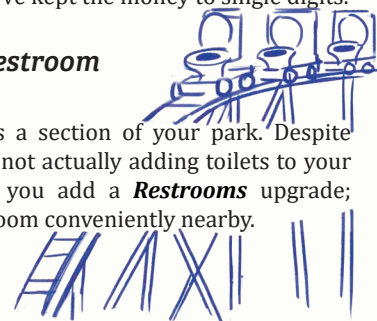 ve kept the money to single digits.
estroom
s a section of your park. Despite
not actually adding toilets to your
you add a Restrooms upgrade;
oom conveniently nearby.